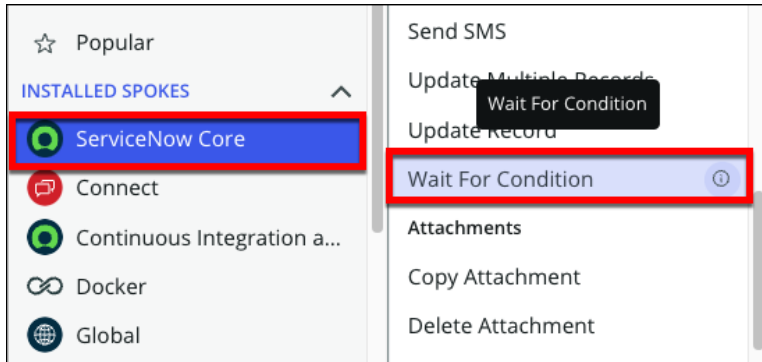 Popular
INSTALLED SPOKES
ServiceNow Core
Connect
Continuous Integration a...
Docker
Global
Send SMS
Update Multiple Records
Wait For Condition
Update Record
Wait For Condition
Attachments
Copy Attachment
Delete Attachment